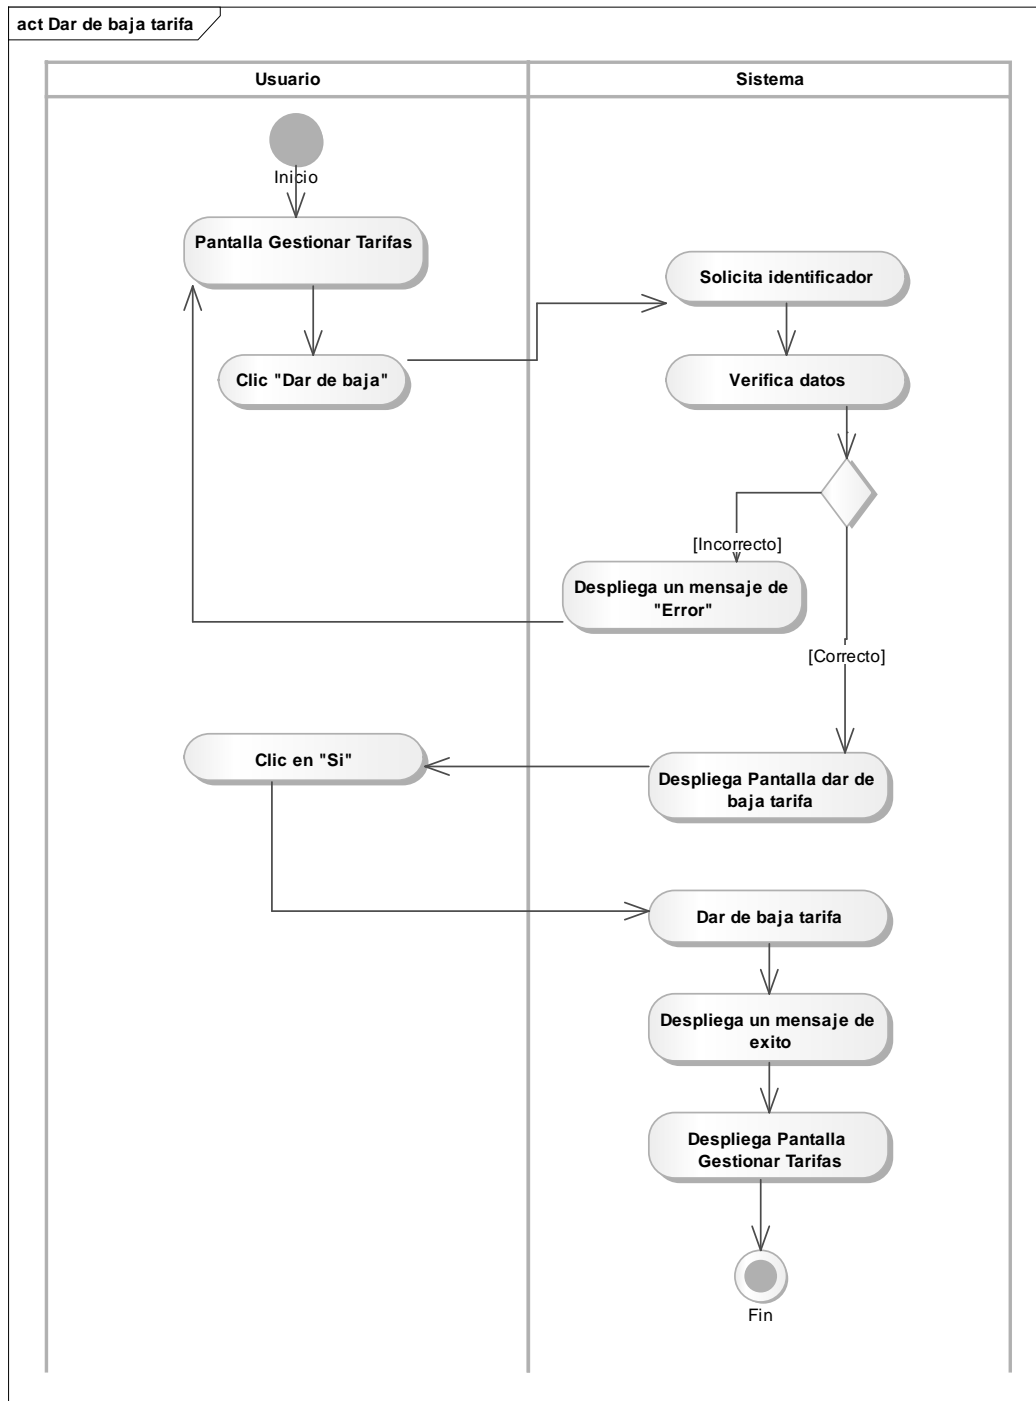 act Dar de baja tarifa
Usuario
Sistema
Inicio
Pantalla Gestionar Tarifas
Solicita identificador
Clic "Dar de baja"
Verifica datos
[Incorrecto]
Despliega un mensaje de
"Error"
[Correcto]
Clic en "Si"
Despliega Pantalla dar de
baja tarifa
Dar de baja tarifa
Despliega un mensaje de
exito
Despliega Pantalla
Gestionar Tarifas
Fin